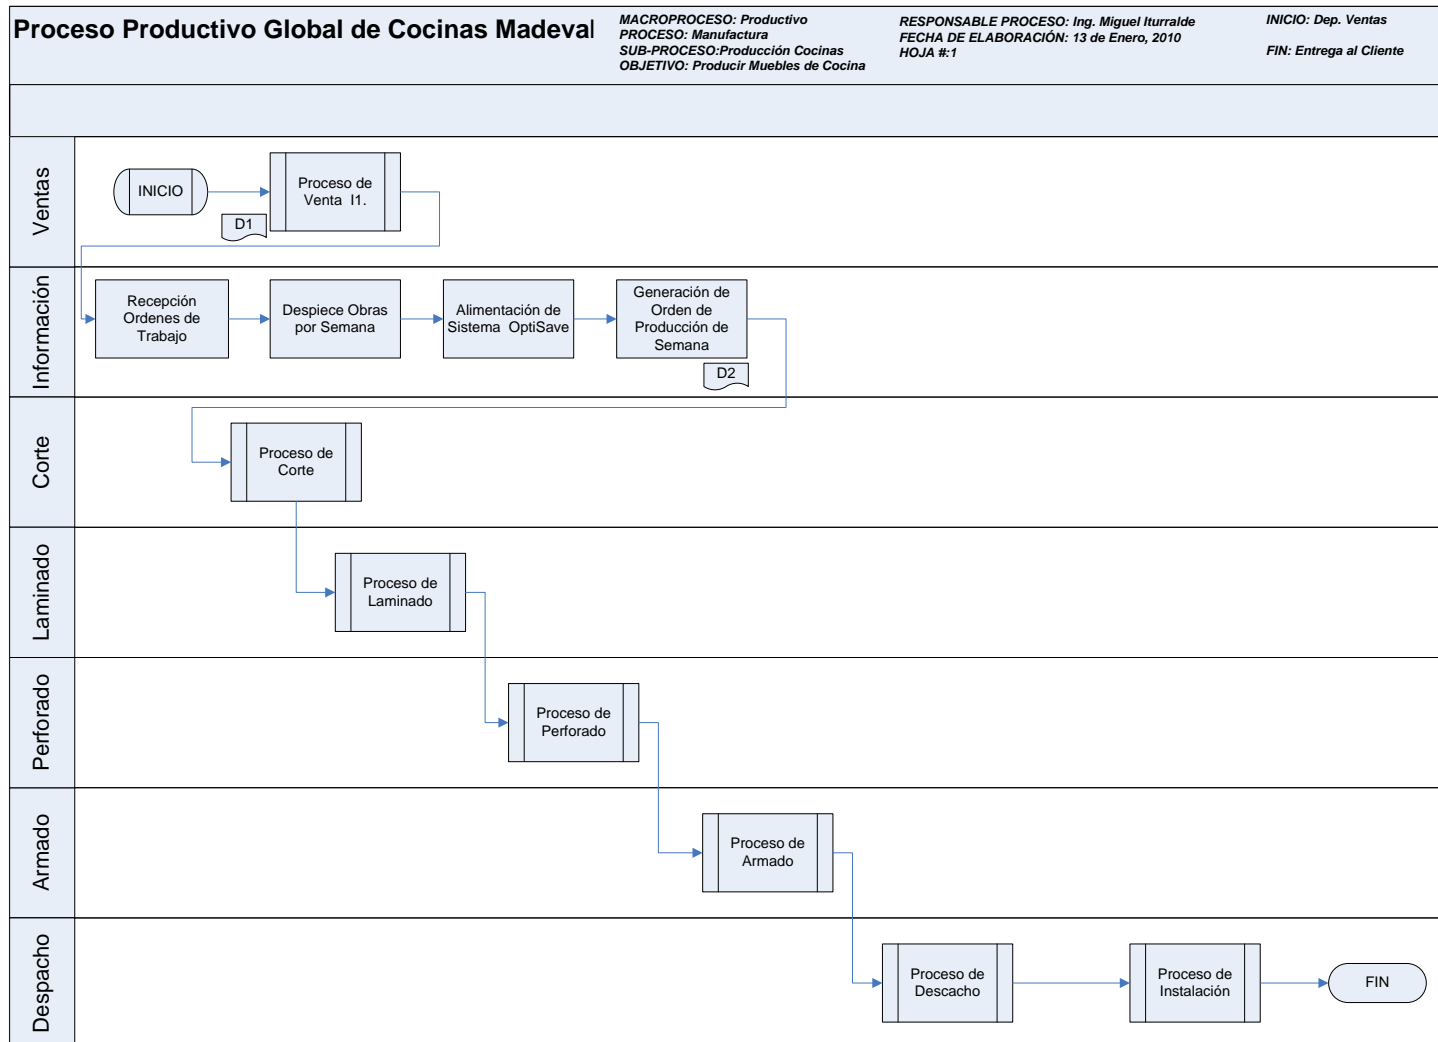 Proceso Productivo Global de Cocinas Madeval
MACROPROCESO: Productivo
PROCESO: Manufactura
SUB-PROCESO:Producción Cocinas
OBJETIVO: Producir Muebles de Cocina
RESPONSABLE PROCESO: Ing. Miguel Iturralde
FECHA DE ELABORACIÓN: 13 de Enero, 2010
HOJA #:1
INICIO: Dep. Ventas
FIN: Entrega al Cliente
Ventas
INICIO
Proceso de
Venta I1.
D1
Información
Recepción
Ordenes de
Trabajo
Despiece Obras
por Semana
Alimentación de
Sistema OptiSave
Generación de
Orden de
Producción de
Semana
D2
Corte
Proceso de
Corte
Laminado
Proceso de
Laminado
Perforado
Proceso de
Perforado
Armado
Proceso de
Armado
Despacho
Proceso de
Descacho
Proceso de
Instalación
FIN